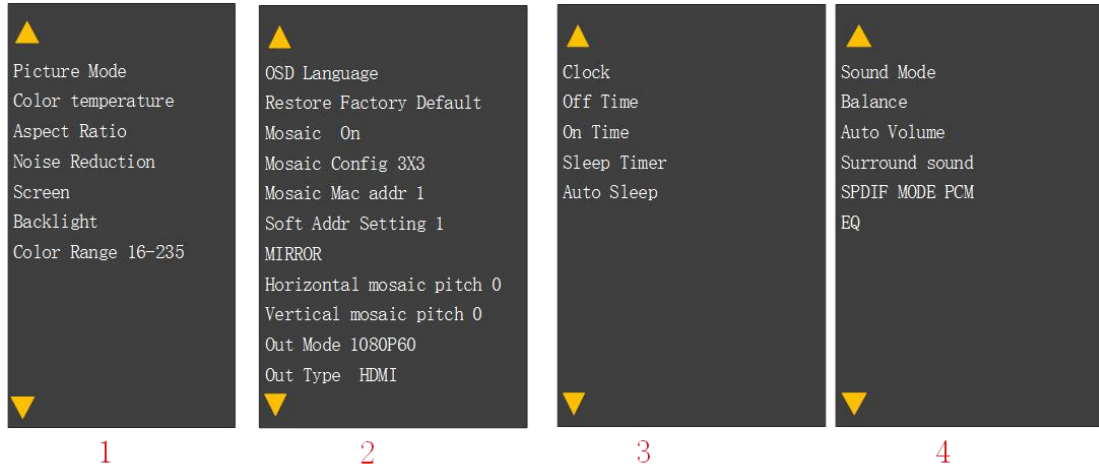 Picture Mode
Color temperature
Aspect Ratio
Noise Reduction
Screen
Backlight
Color Range 16-235
1
OSD Language
Restore Factory Default
Mosaic On
Mosaic Config 3X3
Mosaic Mac addr 1
Soft Addr Setting 1
MIRROR
Horizontal mosaic pitch 0
Vertical mosaic pitch 0
Out Mode 1080P60
Out Type HDMI
2
Clock
Off Time
On Time
Sleep Timer
Auto Sleep
3
Sound Mode
Balance
Auto Volume
Surround sound
SPDIF MODE PCM
EQ
4